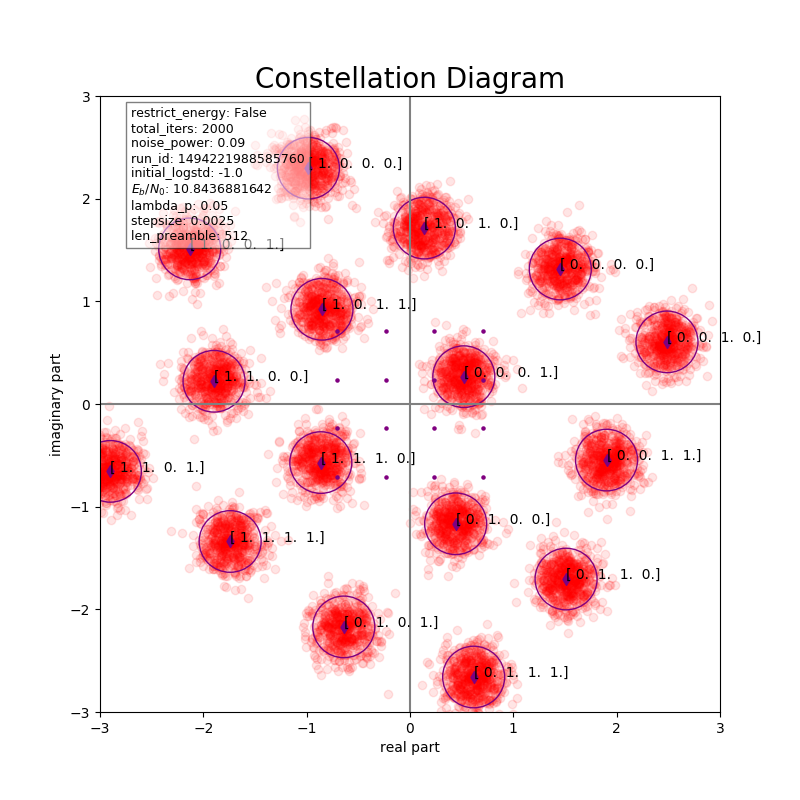 Constellation Diagram
restrict_energy: False
total_iters: 2000
noise_power: 0.09
run_id: 1494221988585760
initial_logstd: -1.0
E_b/N_0: 10.8436881642
lambda_p: 0.05
stepsize: 0.0025
len_preamble: 512
[ 1. 0. 0. 0.]
[ 1. 0. 0. 1.]
[ 1. 0. 1. 0.]
[ 0. 0. 0. 0.]
[ 1. 0. 1. 1.]
[ 0. 0. 1. 0.]
[ 1. 1. 0. 0.]
[ 0. 0. 0. 1.]
[ 1. 1. 0. 1.]
[ 1. 1. 1. 0.]
[ 0. 0. 1. 1.]
[ 0. 1. 0. 0.]
[ 1. 1. 1. 1.]
[ 0. 1. 1. 0.]
[ 0. 1. 0. 1.]
[ 0. 1. 1. 1.]
3
2
1
0
−1
−2
−3
imaginary part
−3 −2 −1 0 1 2 3
real part